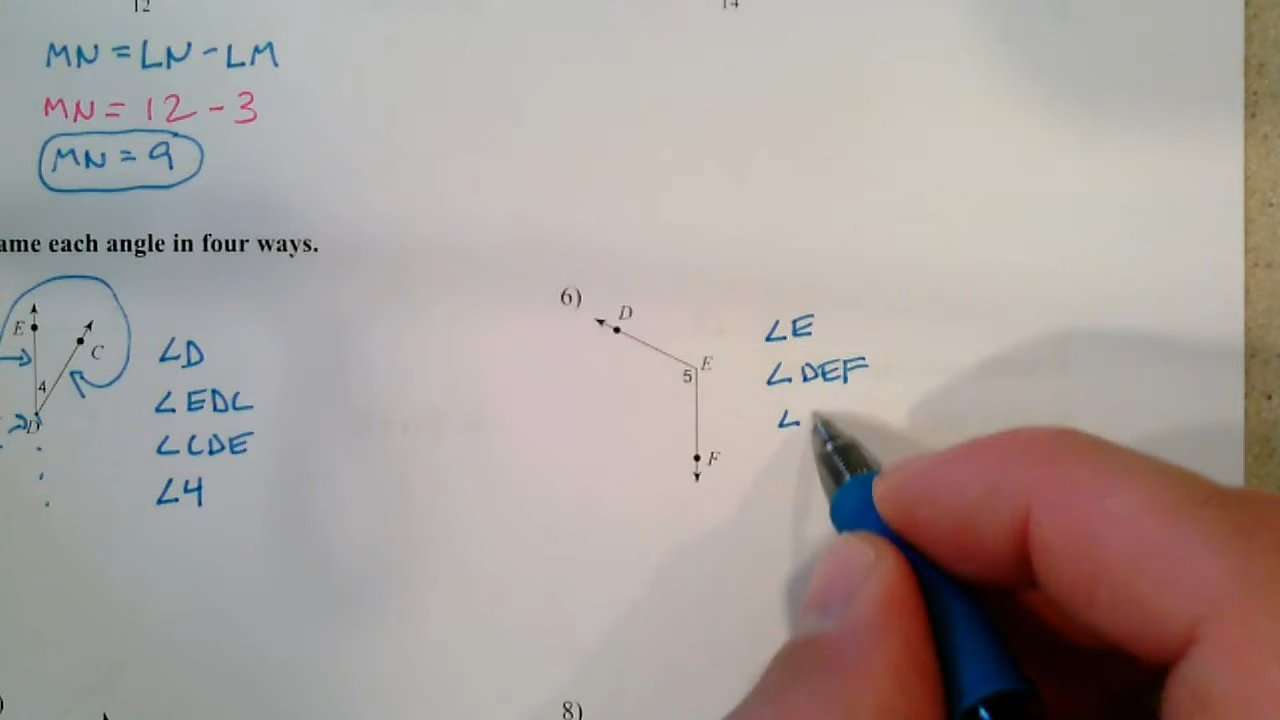 12
14
MN = LN - LM
MN = 12 - 3
MN = 9
ame each angle in four ways.
E
C
4
D
∠D
∠EDC
∠CDE
∠4
6)
D
E
5
F
∠E
∠DEF
∠
8)